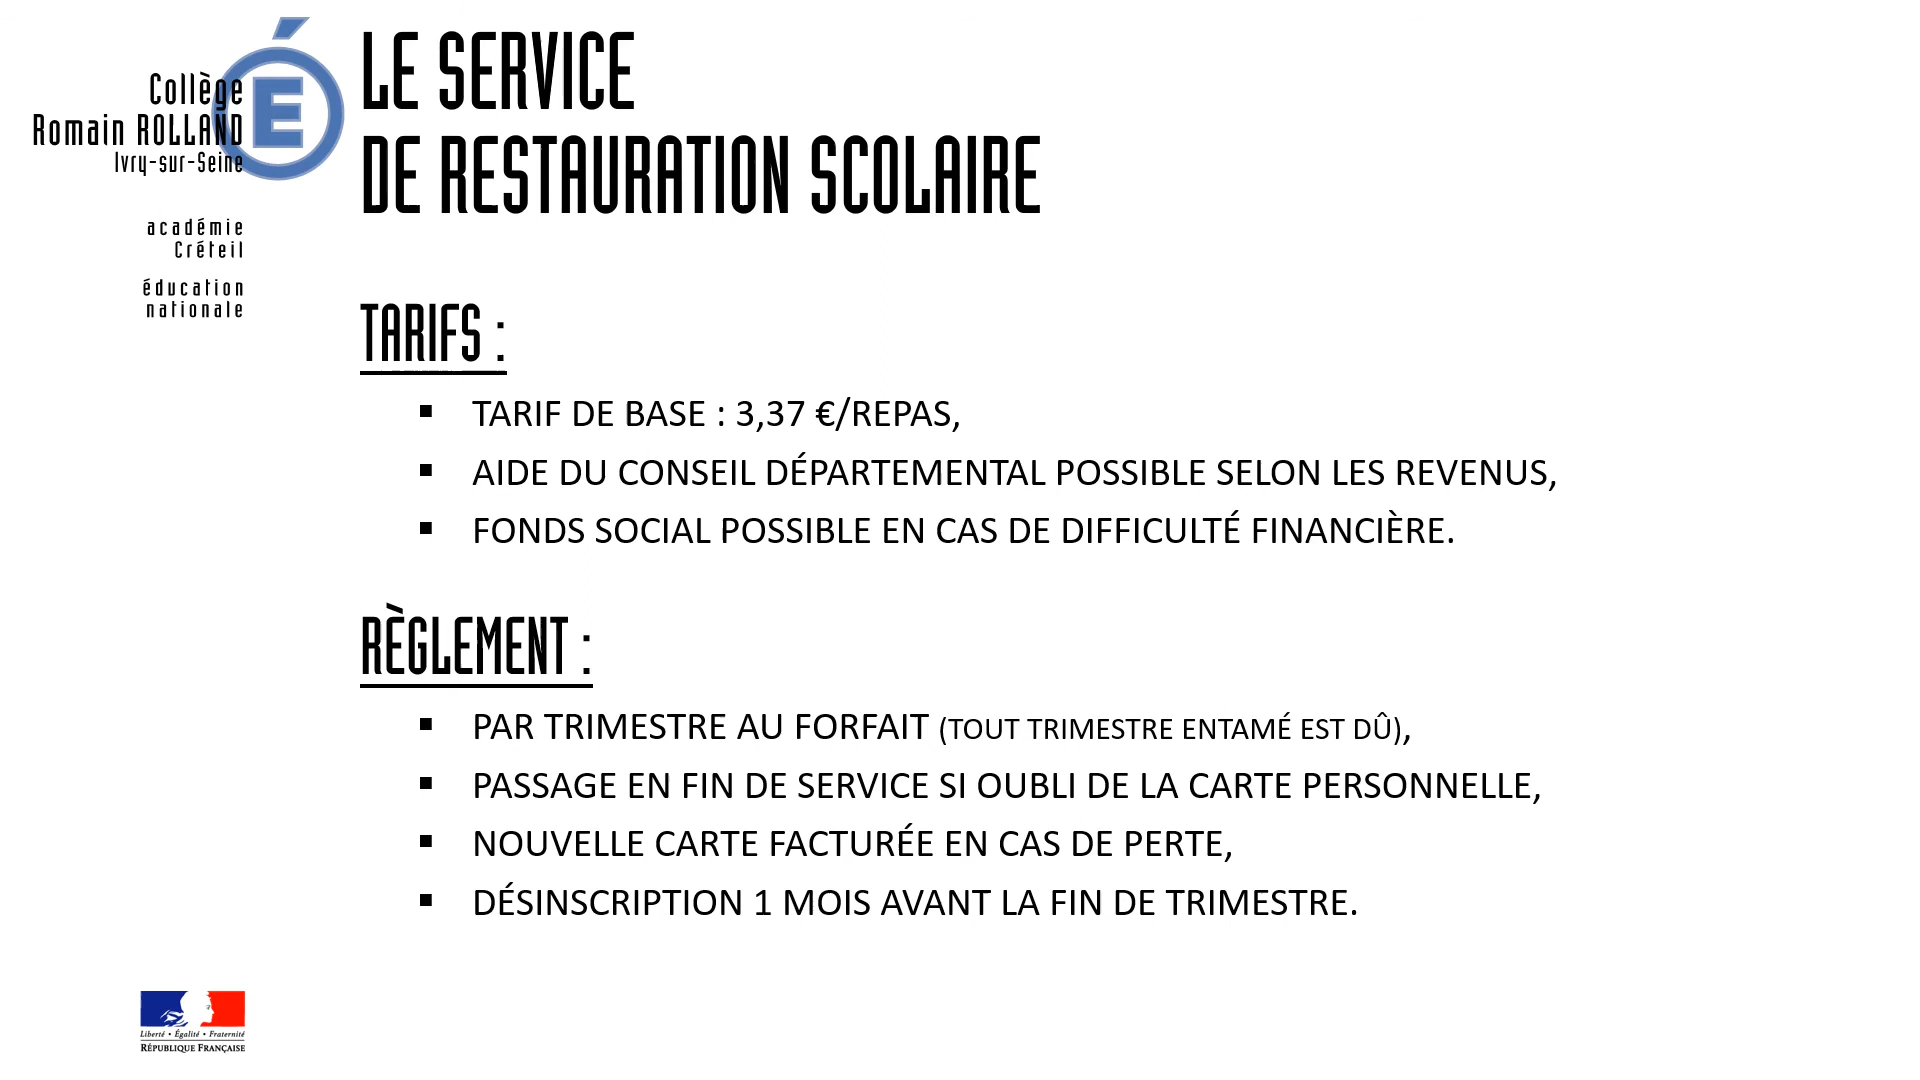 Collège
Romain ROLLAND
Ivry-sur-Seine
académie
Créteil
éducation
nationale
É
LE SERVICE
DE RESTAURATION SCOLAIRE
TARIFS :
▪ TARIF DE BASE : 3,37 €/REPAS,
▪ AIDE DU CONSEIL DÉPARTEMENTAL POSSIBLE SELON LES REVENUS,
▪ FONDS SOCIAL POSSIBLE EN CAS DE DIFFICULTÉ FINANCIÈRE.
RÈGLEMENT :
▪ PAR TRIMESTRE AU FORFAIT (TOUT TRIMESTRE ENTAMÉ EST DÛ),
▪ PASSAGE EN FIN DE SERVICE SI OUBLI DE LA CARTE PERSONNELLE,
▪ NOUVELLE CARTE FACTURÉE EN CAS DE PERTE,
▪ DÉSINSCRIPTION 1 MOIS AVANT LA FIN DE TRIMESTRE.
Liberté • Égalité • Fraternité
RÉPUBLIQUE FRANÇAISE